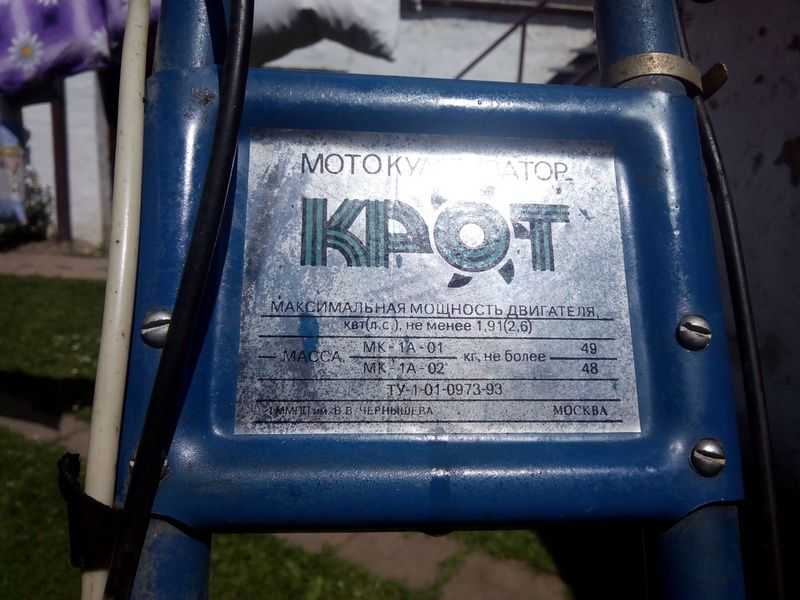 МОТОКУЛЬТИВАТОР
КРОТ
МАКСИМАЛЬНАЯ МОЩНОСТЬ ДВИГАТЕЛЯ,
квт(л.с.), не менее 1,91(2,6)
МАССА, МК-1А-01 кг, не более 49
МК-1А-02 48
ТУ-1-01-0973-93
ММПП им. В.В. ЧЕРНЫШЕВА МОСКВА